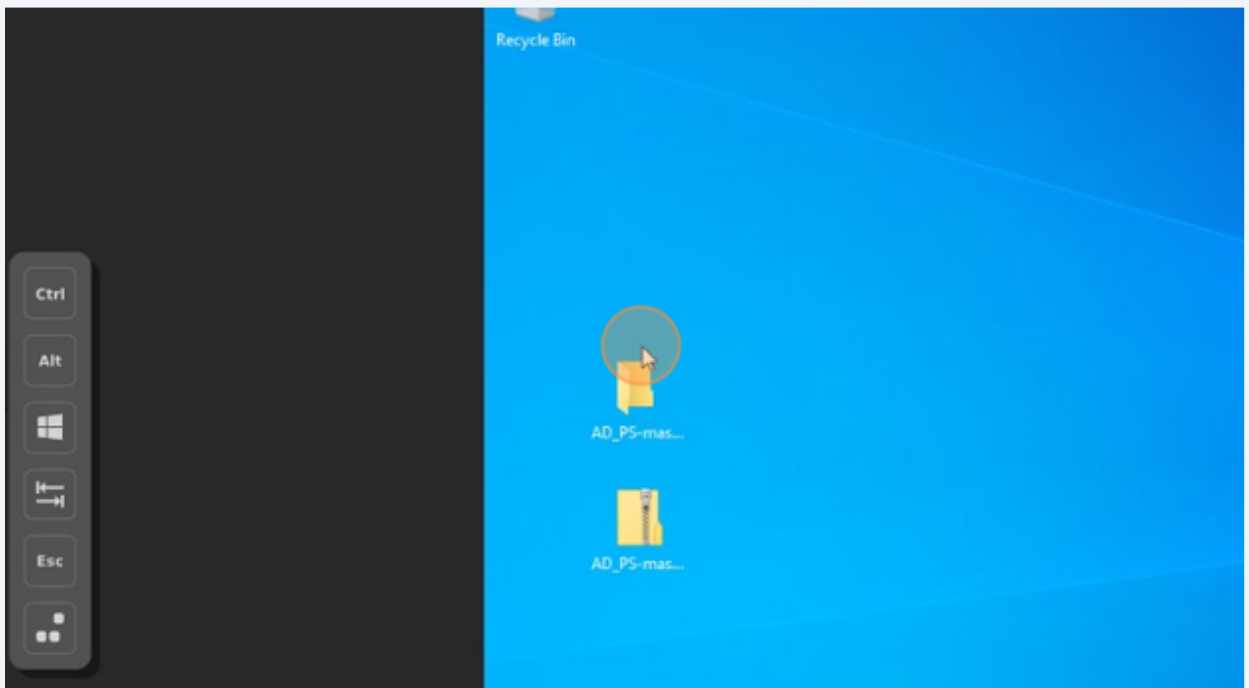 Recycle Bin
Ctrl
Alt
AD_PS-mas...
Esc
AD_PS-mas...